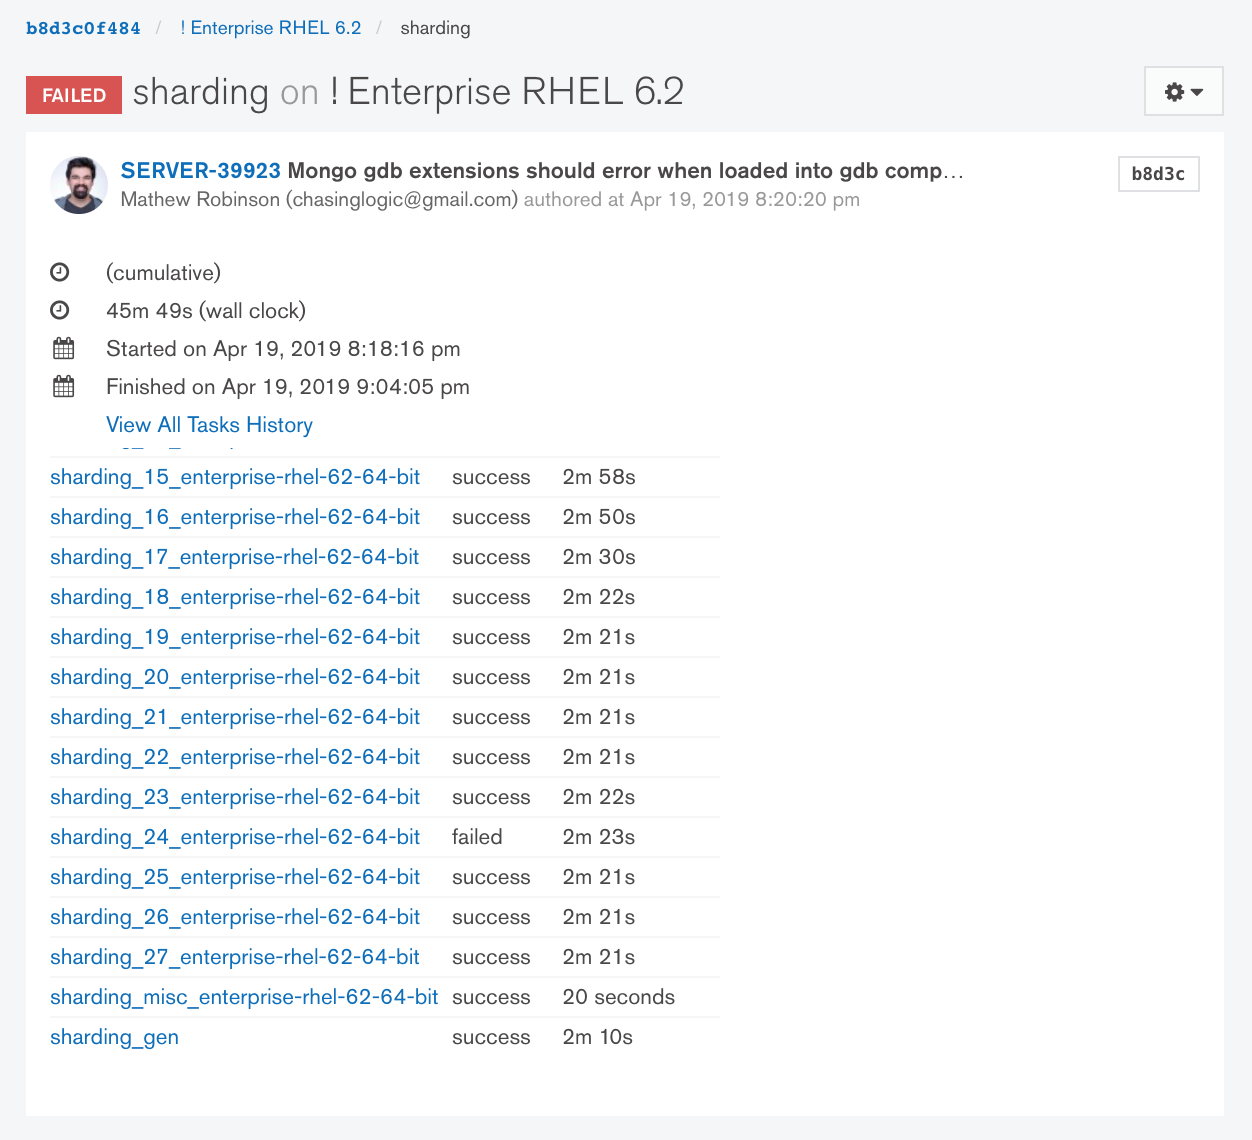 b8d3c0f484 / ! Enterprise RHEL 6.2 / sharding
FAILED sharding on ! Enterprise RHEL 6.2
SERVER-39923 Mongo gdb extensions should error when loaded into gdb comp... b8d3c
Mathew Robinson (chasinglogic@gmail.com) authored at Apr 19, 2019 8:20:20 pm
(cumulative)
45m 49s (wall clock)
Started on Apr 19, 2019 8:18:16 pm
Finished on Apr 19, 2019 9:04:05 pm
View All Tasks History
sharding_15_enterprise-rhel-62-64-bit success 2m 58s
sharding_16_enterprise-rhel-62-64-bit success 2m 50s
sharding_17_enterprise-rhel-62-64-bit success 2m 30s
sharding_18_enterprise-rhel-62-64-bit success 2m 22s
sharding_19_enterprise-rhel-62-64-bit success 2m 21s
sharding_20_enterprise-rhel-62-64-bit success 2m 21s
sharding_21_enterprise-rhel-62-64-bit success 2m 21s
sharding_22_enterprise-rhel-62-64-bit success 2m 21s
sharding_23_enterprise-rhel-62-64-bit success 2m 22s
sharding_24_enterprise-rhel-62-64-bit failed 2m 23s
sharding_25_enterprise-rhel-62-64-bit success 2m 21s
sharding_26_enterprise-rhel-62-64-bit success 2m 21s
sharding_27_enterprise-rhel-62-64-bit success 2m 21s
sharding_misc_enterprise-rhel-62-64-bit success 20 seconds
sharding_gen success 2m 10s